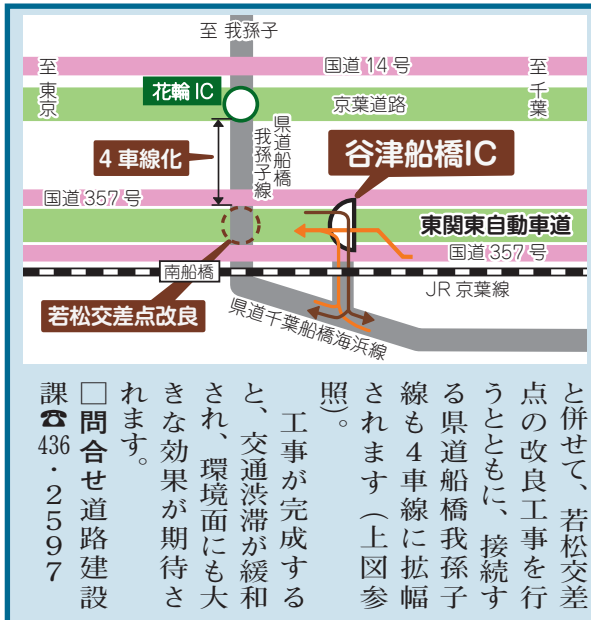 至 我孫子
至東京
国道14号
至千葉
花輪IC
京葉道路
県道船橋
我孫子線
4車線化
谷津船橋IC
国道357号
東関東自動車道
国道357号
南船橋
JR京葉線
若松交差点改良
県道千葉船橋海浜線
と併せて、若松交差
点の改良工事を行
うとともに、接続す
る県道船橋我孫子
線も4車線に拡幅
されます（上図参
照）。
工事が完成する
と、交通渋滞が緩和
され、環境面にも大
きな効果が期待さ
れます。
□問合せ道路建設
課☎436・2597